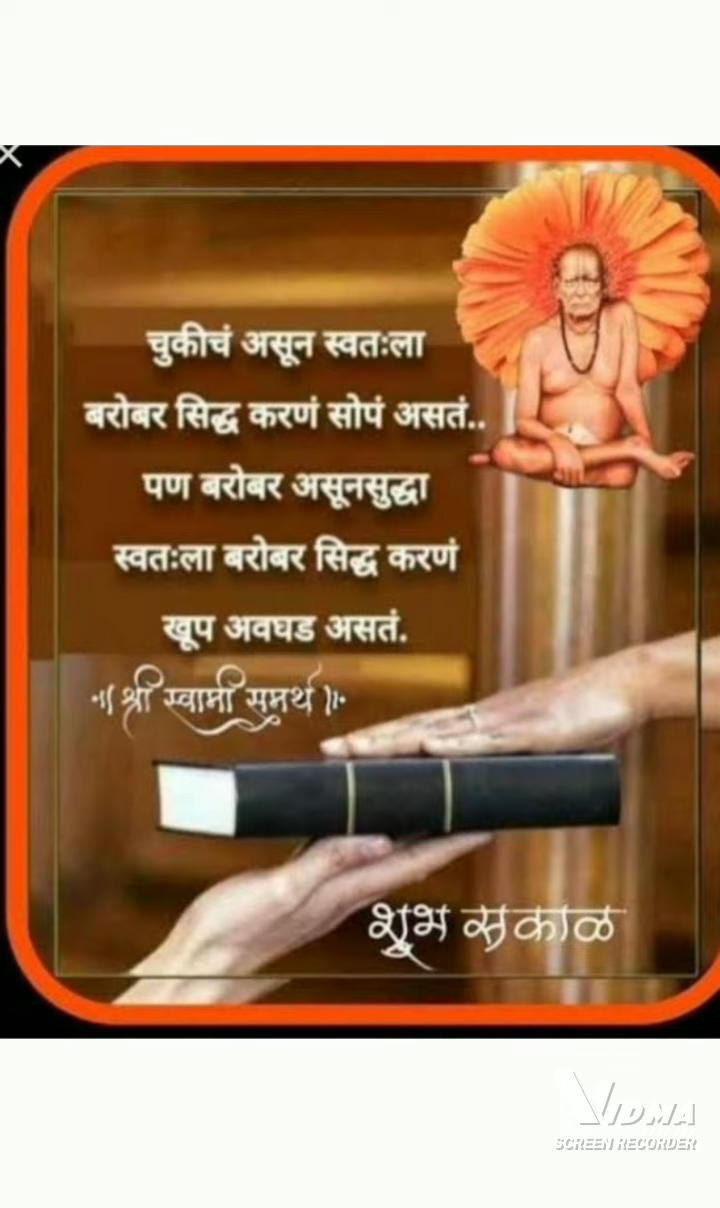 चुकीचं असून स्वतःला
बरोबर सिद्ध करणं सोपं असतं..
पण बरोबर असूनसुद्धा
स्वतःला बरोबर सिद्ध करणं
खूप अवघड असतं.
॥ श्री स्वामी समर्थ ॥
शुभ सकाळ
VIDMA
SCREEN RECORDER